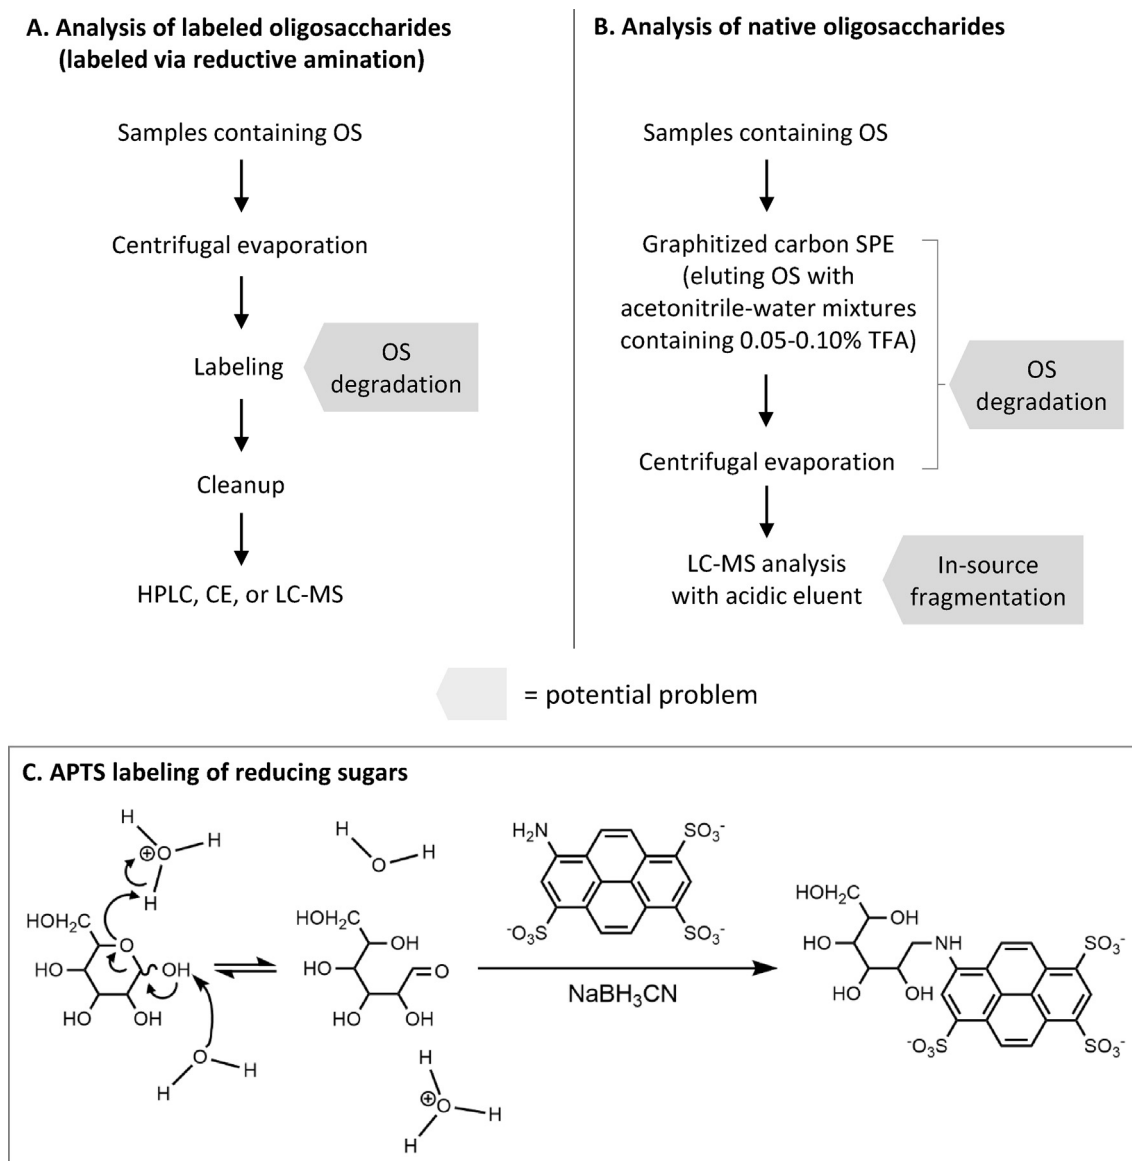 A. Analysis of labeled oligosaccharides
(labeled via reductive amination)
Samples containing OS
Centrifugal evaporation
Labeling
OS
degradation
Cleanup
HPLC, CE, or LC-MS
B. Analysis of native oligosaccharides
Samples containing OS
Graphitized carbon SPE
(eluting OS with
acetonitrile-water mixtures
containing 0.05-0.10% TFA)
OS
degradation
Centrifugal evaporation
LC-MS analysis
with acidic eluent
In-source
fragmentation
= potential problem
C. APTS labeling of reducing sugars
H
⊕O
H
H
HOH₂C
O
HO
OH
HO
OH
O
H
H
H
O
H
HOH₂C
OH
HO
O
HO
OH
H
⊕O
H
H
H₂N
SO₃⁻
⁻O₃S
SO₃⁻
NaBH₃CN
HOH₂C
OH
HO
NH
HO
OH
SO₃⁻
⁻O₃S
SO₃⁻